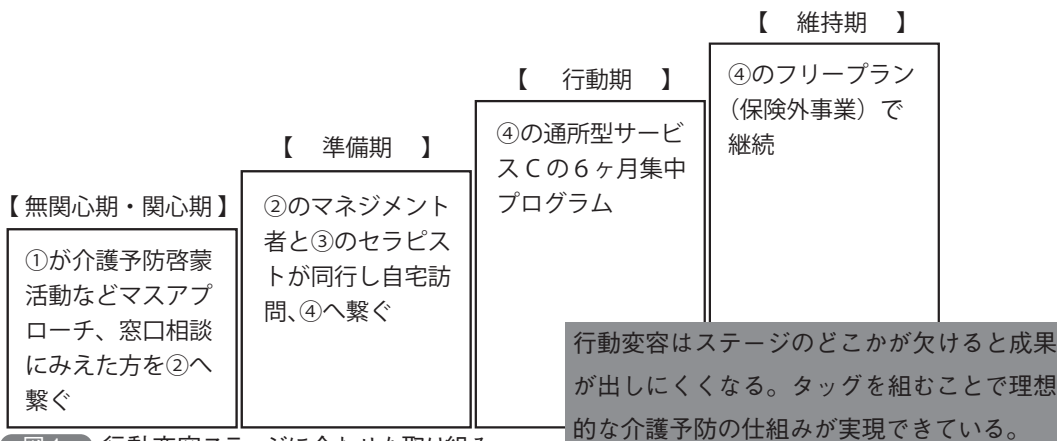 【 無関心期・関心期 】
①が介護予防啓蒙
活動などマスアプ
ローチ、窓口相談
にみえた方を②へ
繋ぐ
【 準備期 】
②のマネジメント
者と③のセラピス
トが同行し自宅訪
問、④へ繋ぐ
【 行動期 】
④の通所型サービ
スCの6ヶ月集中
プログラム
【 維持期 】
④のフリープラン
（保険外事業）で
継続
行動変容はステージのどこかが欠けると成果
が出しにくくなる。タッグを組むことで理想
的な介護予防の仕組みが実現できている。
行動変容ステージに合わせた取り組み